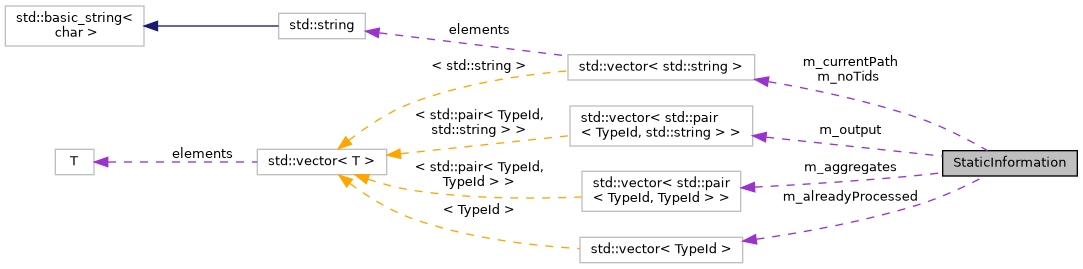 std::basic_string<
char >
std::string
elements
std::vector< std::string >
< std::string >
m_currentPath
m_noTids
< std::pair< TypeId,
std::string > >
std::vector< std::pair
< TypeId, std::string > >
m_output
T
elements
std::vector< T >
StaticInformation
< std::pair< TypeId,
TypeId > >
std::vector< std::pair
< TypeId, TypeId > >
m_aggregates
m_alreadyProcessed
< TypeId >
std::vector< TypeId >